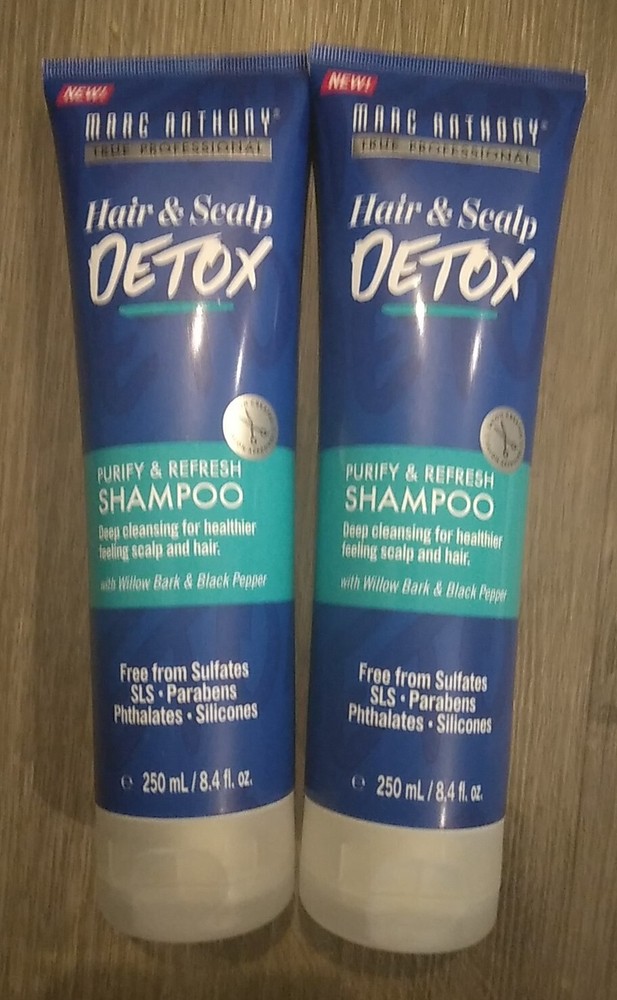 NEW!
MARC ANTHONY®
TRUE PROFESSIONAL
Hair & Scalp
DETOX
PURIFY & REFRESH
SHAMPOO
Deep cleansing for healthier
feeling scalp and hair.
with Willow Bark & Black Pepper
Free from Sulfates
SLS • Parabens
Phthalates • Silicones
℮ 250 mL / 8.4 fl. oz.
NEW!
MARC ANTHONY®
TRUE PROFESSIONAL
Hair & Scalp
DETOX
PURIFY & REFRESH
SHAMPOO
Deep cleansing for healthier
feeling scalp and hair.
with Willow Bark & Black Pepper
Free from Sulfates
SLS • Parabens
Phthalates • Silicones
℮ 250 mL / 8.4 fl. oz.